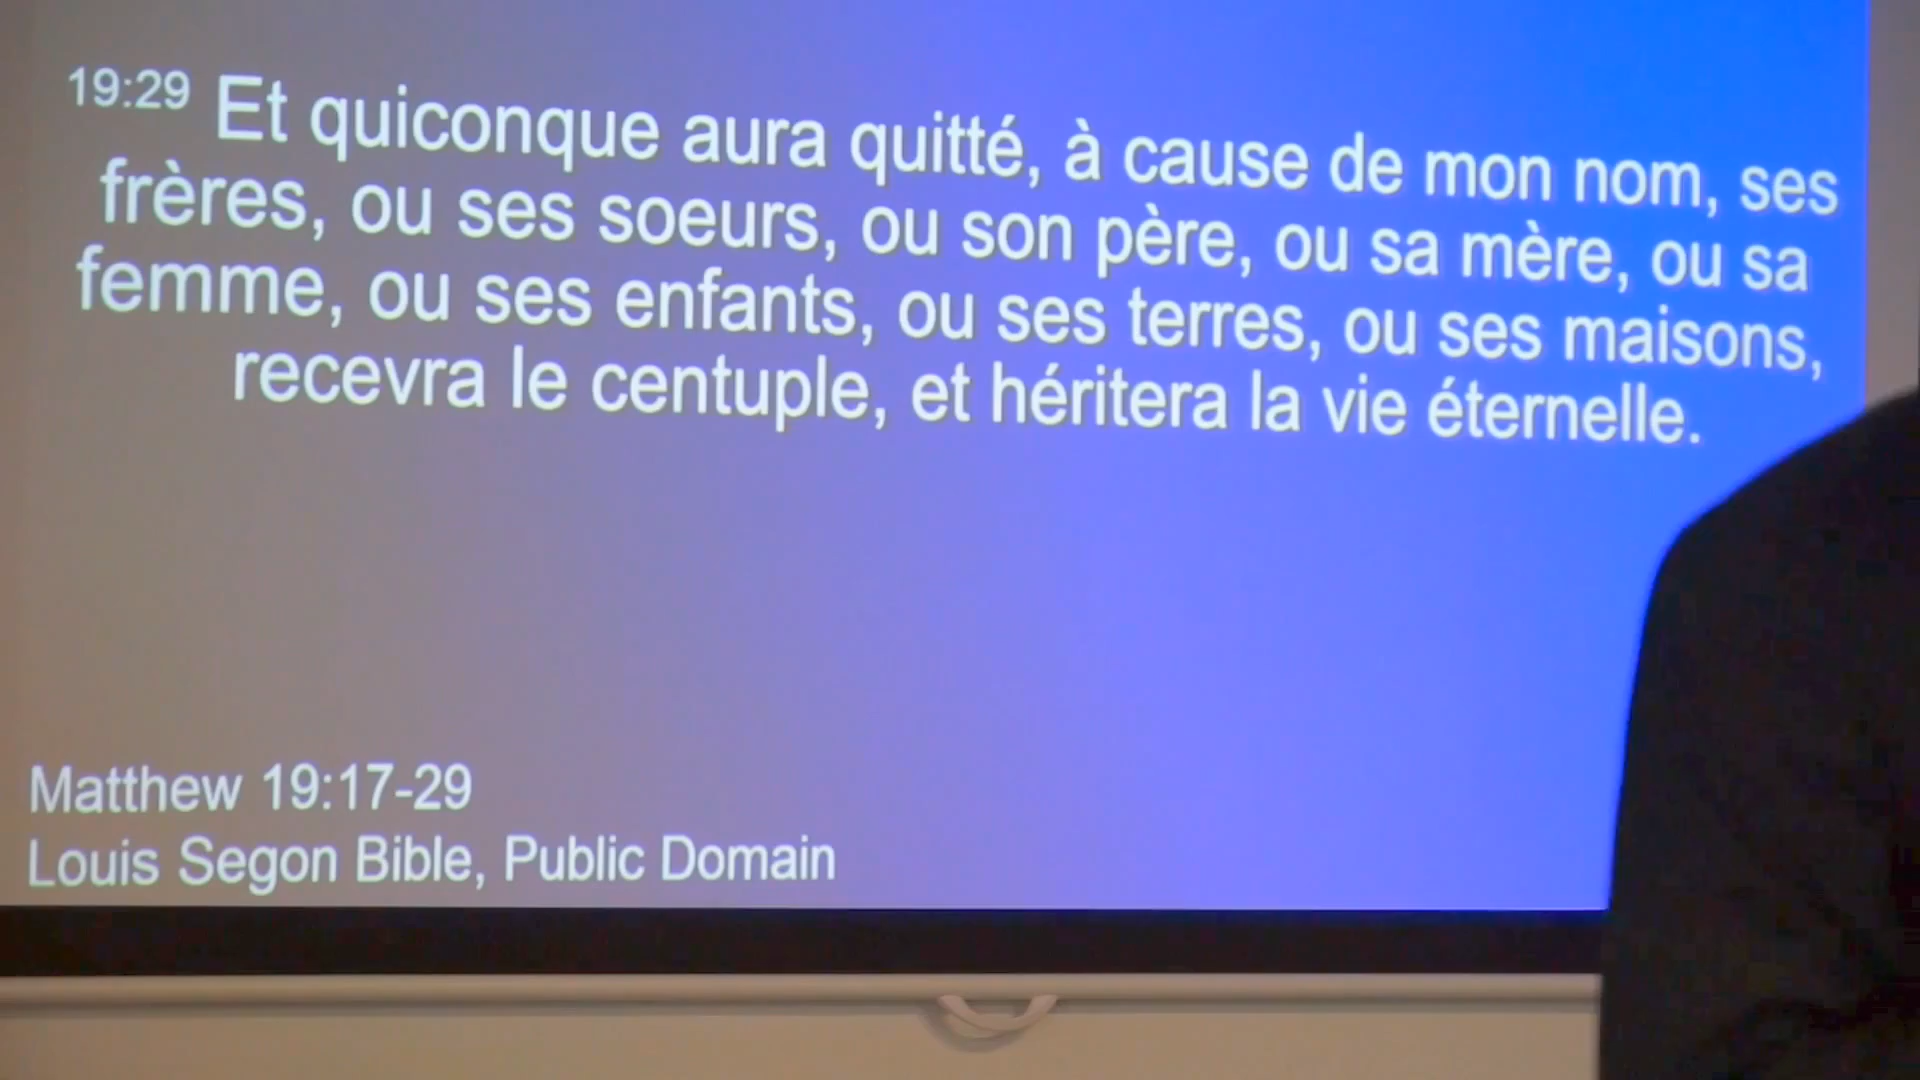 19:29 Et quiconque aura quitté, à cause de mon nom, ses
frères, ou ses soeurs, ou son père, ou sa mère, ou sa
femme, ou ses enfants, ou ses terres, ou ses maisons,
recevra le centuple, et héritera la vie éternelle.
Matthew 19:17-29
Louis Segon Bible, Public Domain